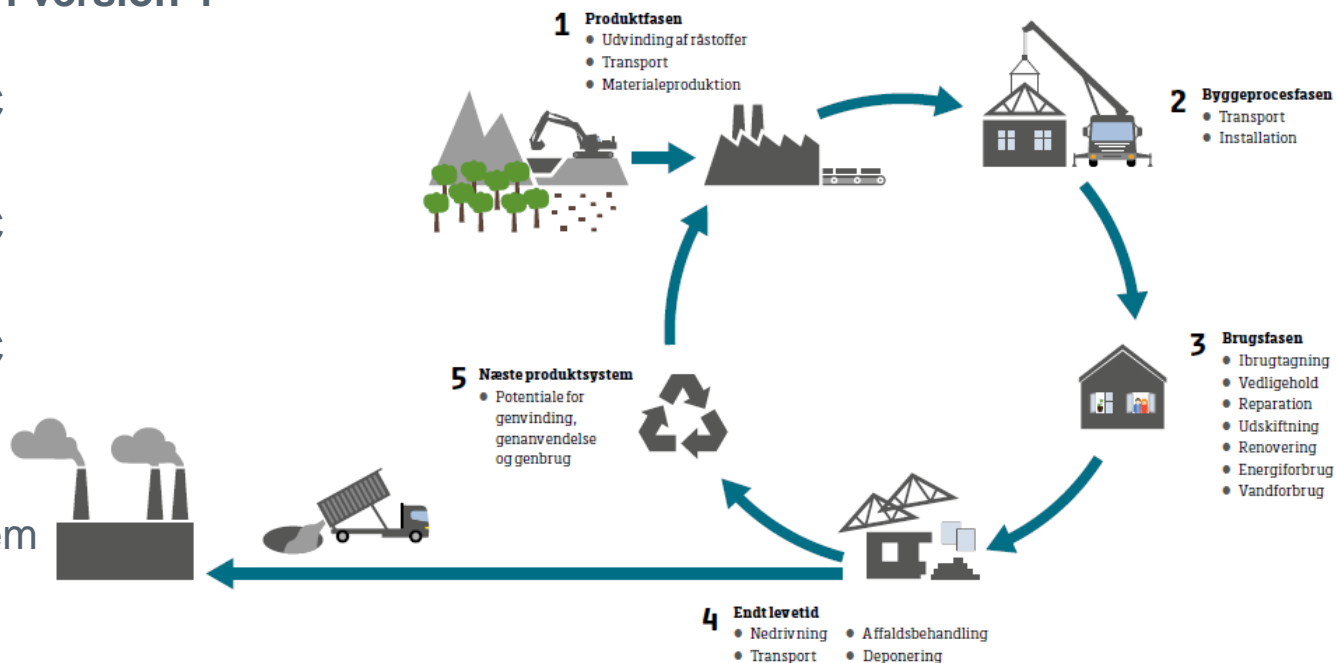 1 Produktfasen
• Udvinding af råstoffer
• Transport
• Materialeproduktion
2 Byggeprocesfasen
• Transport
• Installation
3 Brugsfasen
• Ibrugtagning
• Vedligehold
• Reparation
• Udskiftning
• Renovering
• Energiforbrug
• Vandforbrug
5 Næste produktsystem
• Potentiale for
genvinding,
genanvendelse
og genbrug
em
4 Endt levetid
• Nedrivning • Affaldsbehandling
• Transport • Deponering